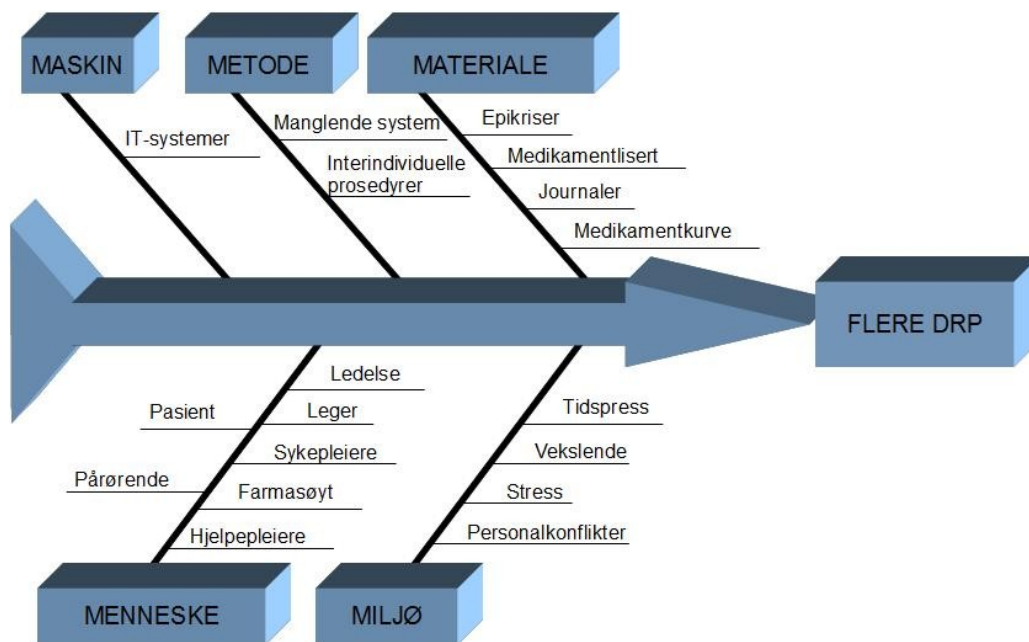 MASKIN
METODE
MATERIALE
IT-systemer
Manglende system
Interindividuelle
prosedyrer
Epikriser
Medikamentlisert
Journaler
Medikamentkurve
FLERE DRP
Ledelse
Pasient
Leger
Sykepleiere
Pårørende
Farmasøyt
Hjelpepleiere
Tidspress
Vekslende
Stress
Personalkonflikter
MENNESKE
MILJØ